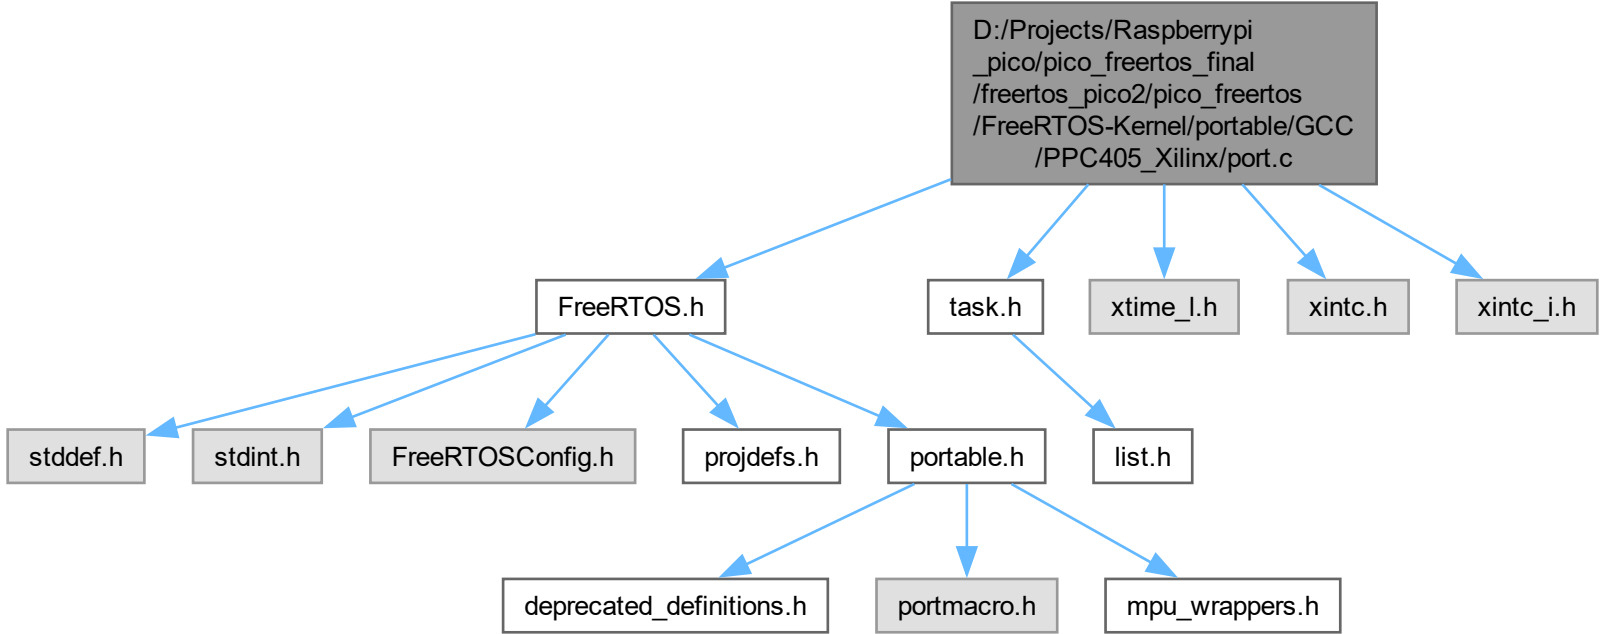 D:/Projects/Raspberrypi
_pico/pico_freertos_final
/freertos_pico2/pico_freertos
/FreeRTOS-Kernel/portable/GCC
/PPC405_Xilinx/port.c
FreeRTOS.h
task.h
xtime_l.h
xintc.h
xintc_i.h
stddef.h
stdint.h
FreeRTOSConfig.h
projdefs.h
portable.h
list.h
deprecated_definitions.h
portmacro.h
mpu_wrappers.h